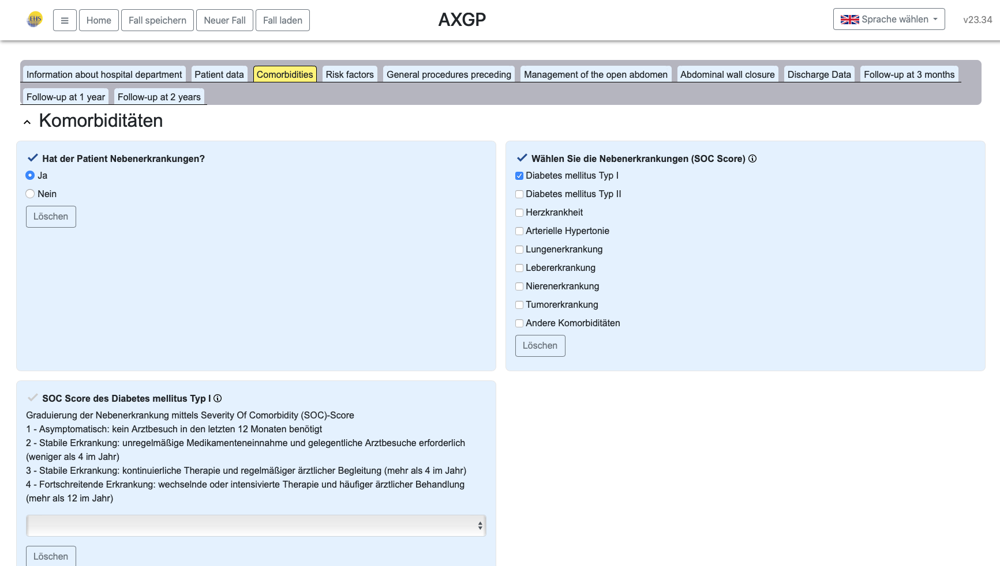 EHS
Home
Fall speichern
Neuer Fall
Fall laden
AXGP
Sprache wählen
v23.34
Information about hospital department
Patient data
Comorbidities
Risk factors
General procedures preceding
Management of the open abdomen
Abdominal wall closure
Discharge Data
Follow-up at 3 months
Follow-up at 1 year
Follow-up at 2 years
Komorbiditäten
Hat der Patient Nebenerkrankungen?
Ja
Nein
Löschen
Wählen Sie die Nebenerkrankungen (SOC Score)
Diabetes mellitus Typ I
Diabetes mellitus Typ II
Herzkrankheit
Arterielle Hypertonie
Lungenerkrankung
Lebererkrankung
Nierenerkrankung
Tumorerkrankung
Andere Komorbiditäten
Löschen
SOC Score des Diabetes mellitus Typ I
Graduierung der Nebenerkrankung mittels Severity Of Comorbidity (SOC)-Score
1 - Asymptomatisch: kein Arztbesuch in den letzten 12 Monaten benötigt
2 - Stabile Erkrankung: unregelmäßige Medikamenteneinnahme und gelegentliche Arztbesuche erforderlich
(weniger als 4 im Jahr)
3 - Stabile Erkrankung: kontinuierliche Therapie und regelmäßiger ärztlicher Begleitung (mehr als 4 im Jahr)
4 - Fortschreitende Erkrankung: wechselnde oder intensivierte Therapie und häufiger ärztlicher Behandlung
(mehr als 12 im Jahr)
Löschen